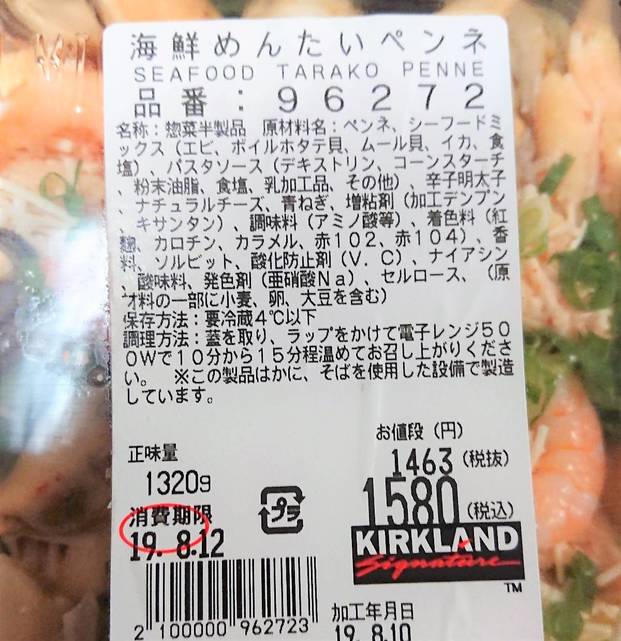 海鮮めんたいペンネ
SEAFOOD TARAKO PENNE
品番：96272
名称：惣菜半製品　原材料名：ペンネ、シーフードミ
ックス（エビ、ボイルホタテ貝、ムール貝、イカ、食
塩）、パスタソース（デキストリン、コーンスターチ
、粉末油脂、食塩、乳加工品、その他）、辛子明太子
、ナチュラルチーズ、青ねぎ、増粘剤（加工デンプン
、キサンタン）、調味料（アミノ酸等）、着色料（紅
麹、カロチン、カラメル、赤102、赤104）、香
料、ソルビット、酸化防止剤（V．C）、ナイアシン
、酸味料、発色剤（亜硝酸Na）、セルロース、（原
材料の一部に小麦、卵、大豆を含む）
保存方法：要冷蔵4℃以下
調理方法：蓋を取り、ラップをかけて電子レンジ50
0Wで10分から15分程温めてお召し上がりくださ
い。　※この製品はかに、そばを使用した設備で製造
しています。
お値段（円）
正味量
1463（税抜）
1320g
1580（税込）
消費期限
プラ
19. 8.12
KIRKLAND
Signature
TM
2 100000 962723
加工年月日
19. 8.10